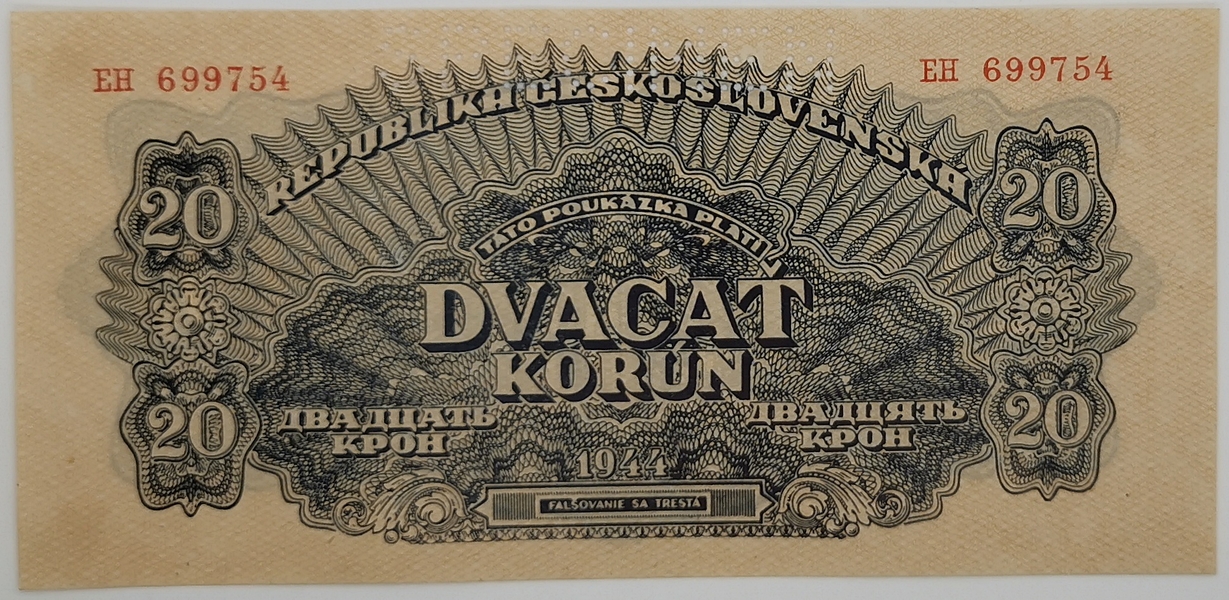 EH 699754
EH 699754
REPUBLIKA ČESKOSLOVENSKÁ
20
20
TÁTO POUKÁZKA PLATÍ
DVACAŤ
KORÚN
20
20
ДВАДЦАТЬ
КРОН
ДВАДЦЯТЬ
КРОН
1944
FALŠOVANIE SA TRESTÁ